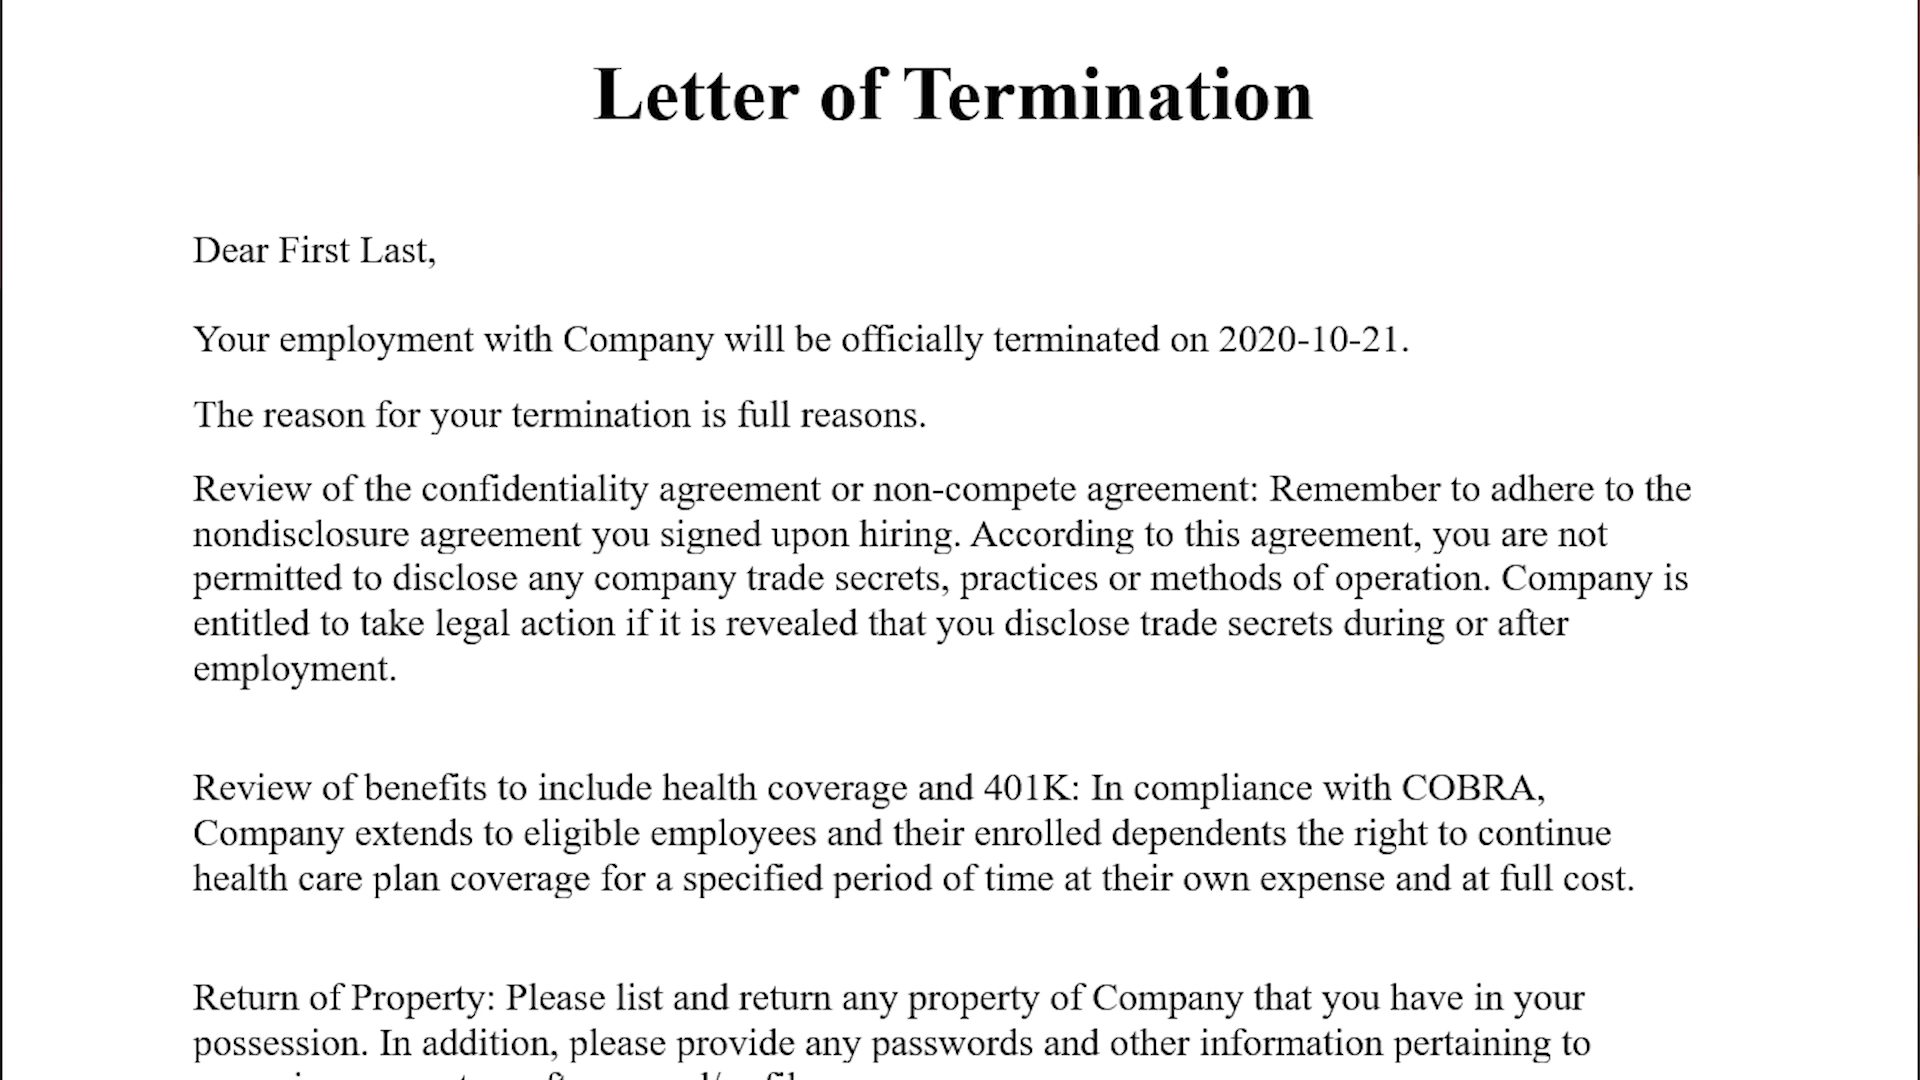 Letter of Termination
Dear First Last,
Your employment with Company will be officially terminated on 2020-10-21.
The reason for your termination is full reasons.
Review of the confidentiality agreement or non-compete agreement: Remember to adhere to the
nondisclosure agreement you signed upon hiring. According to this agreement, you are not
permitted to disclose any company trade secrets, practices or methods of operation. Company is
entitled to take legal action if it is revealed that you disclose trade secrets during or after
employment.
Review of benefits to include health coverage and 401K: In compliance with COBRA,
Company extends to eligible employees and their enrolled dependents the right to continue
health care plan coverage for a specified period of time at their own expense and at full cost.
Return of Property: Please list and return any property of Company that you have in your
possession. In addition, please provide any passwords and other information pertaining to